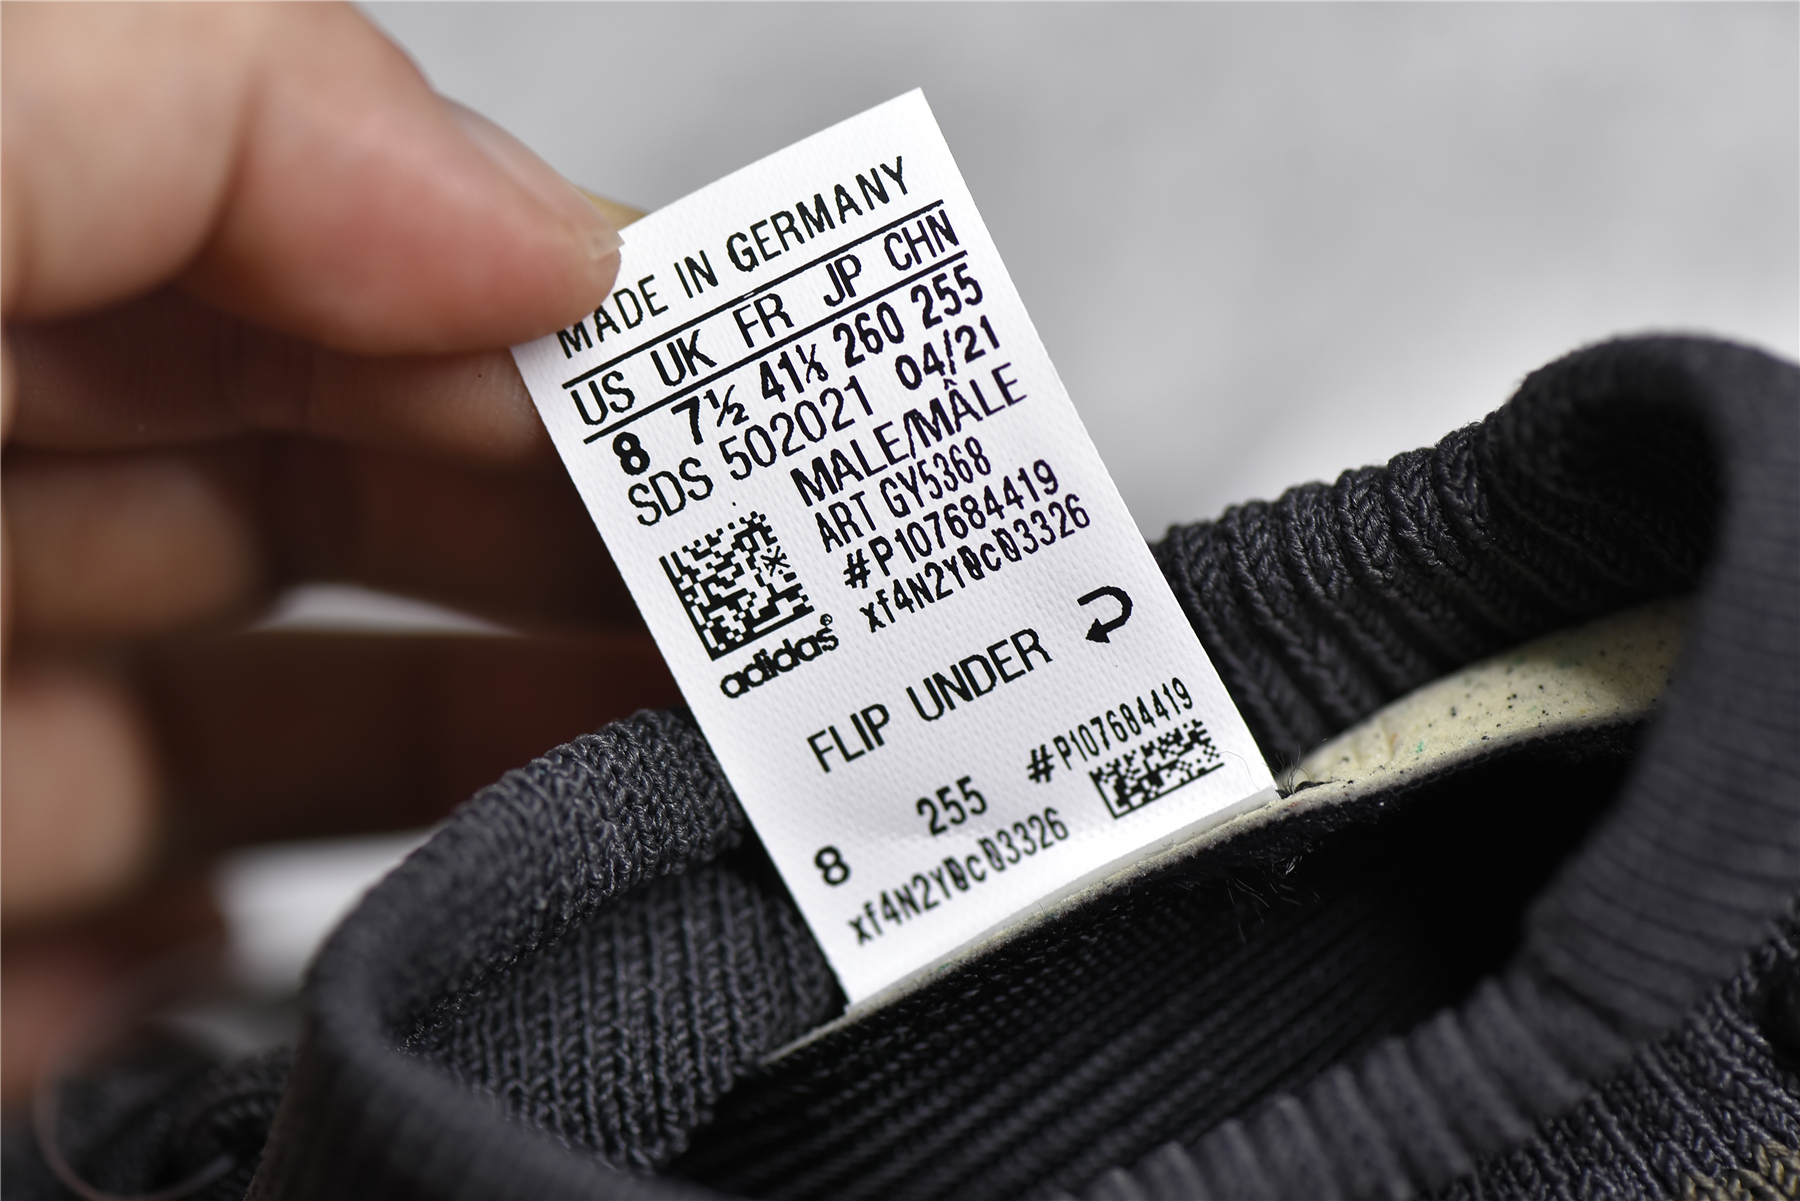 MADE IN GERMANY
US UK FR JP CHN
8 7½ 41⅓ 260 255
SDS 502021 04/21
MALE/MÂLE
ART GY5368
#P107684419
xf4N2Y0c03326
adidas®
FLIP UNDER
#P107684419
8 255
xf4N2Y0c03326